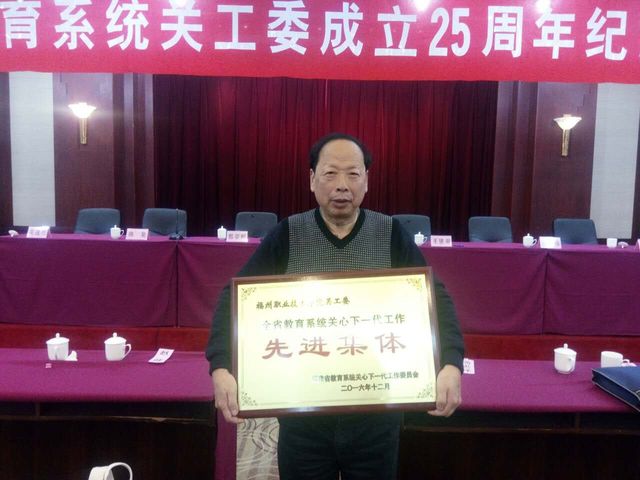 育系统关工委成立25周年纪
福州职业技术学院关工委
全省教育系统关心下一代工作
先进集体
福建省教育系统关心下一代工作委员会
二〇一六年十二月